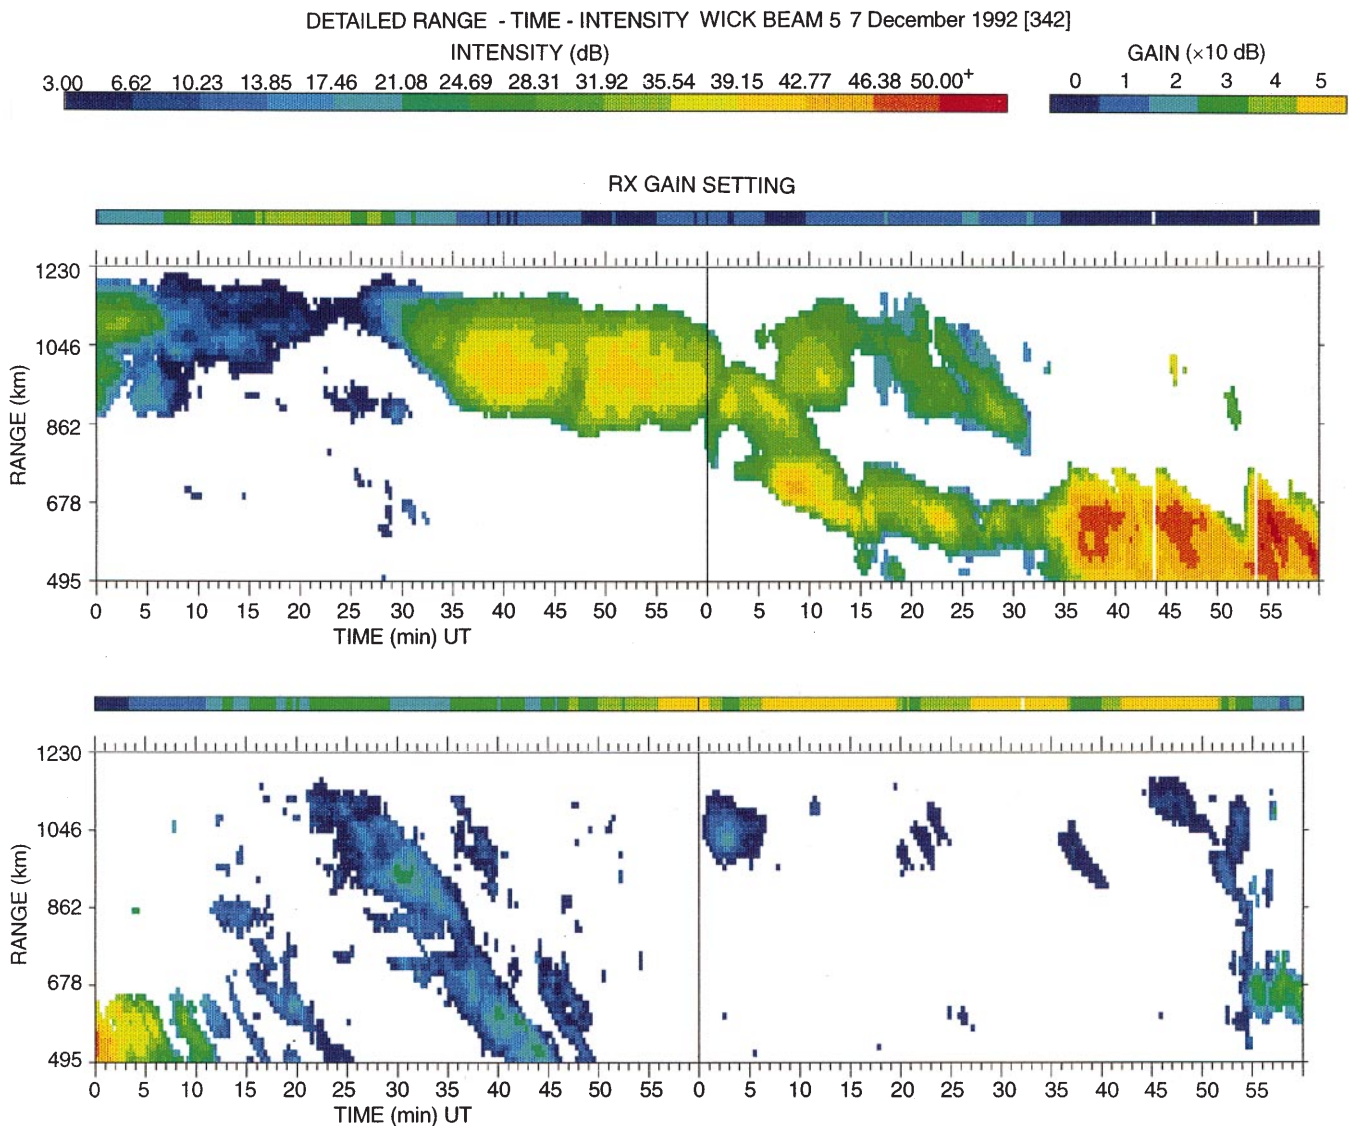 DETAILED RANGE - TIME - INTENSITY WICK BEAM 5 7 December 1992 [342]
INTENSITY (dB) GAIN (×10 dB)
3.00 6.62 10.23 13.85 17.46 21.08 24.69 28.31 31.92 35.54 39.15 42.77 46.38 50.00+ 0 1 2 3 4 5
RX GAIN SETTING
1230
1046
862
678
495
RANGE (km)
0 5 10 15 20 25 30 35 40 45 50 55 0 5 10 15 20 25 30 35 40 45 50 55
TIME (min) UT
1230
1046
862
678
495
RANGE (km)
0 5 10 15 20 25 30 35 40 45 50 55 0 5 10 15 20 25 30 35 40 45 50 55
TIME (min) UT